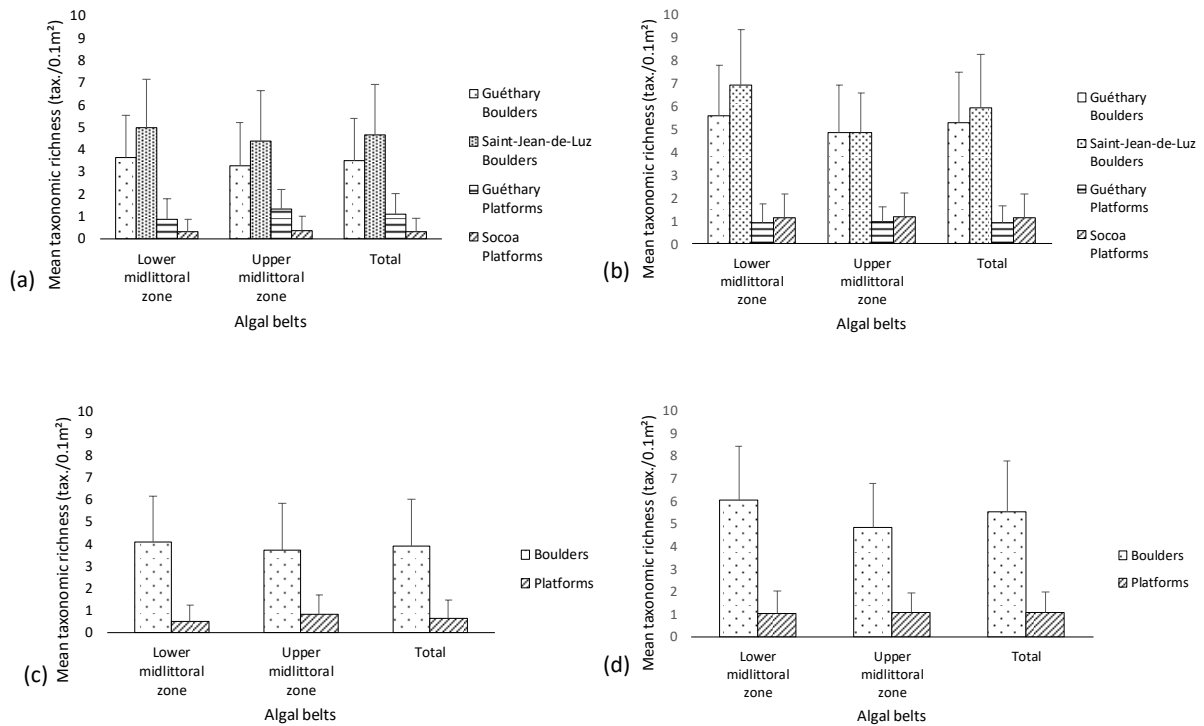 Mean taxonomic richness (tax./0.1m²)
10
9
8
7
6
5
4
3
2
1
0
Lower
midlittoral
zone
Upper
midlittoral
zone
Total
Algal belts
Guéthary
Boulders
Saint-Jean-de-Luz
Boulders
Guéthary
Platforms
Socoa
Platforms
(a)
Mean taxonomic richness (tax./0.1m²)
10
9
8
7
6
5
4
3
2
1
0
Lower
midlittoral
zone
Upper
midlittoral
zone
Total
Algal belts
Guéthary
Boulders
Saint-Jean-de-Luz
Boulders
Guéthary
Platforms
Socoa
Platforms
(b)
Mean taxonomic richness (tax./0.1m²)
10
9
8
7
6
5
4
3
2
1
0
Lower
midlittoral
zone
Upper
midlittoral
zone
Total
Algal belts
Boulders
Platforms
(c)
Mean taxonomic richness (tax./0.1m²)
10
9
8
7
6
5
4
3
2
1
0
Lower
midlittoral
zone
Upper
midlittoral
zone
Total
Algal belts
Boulders
Platforms
(d)